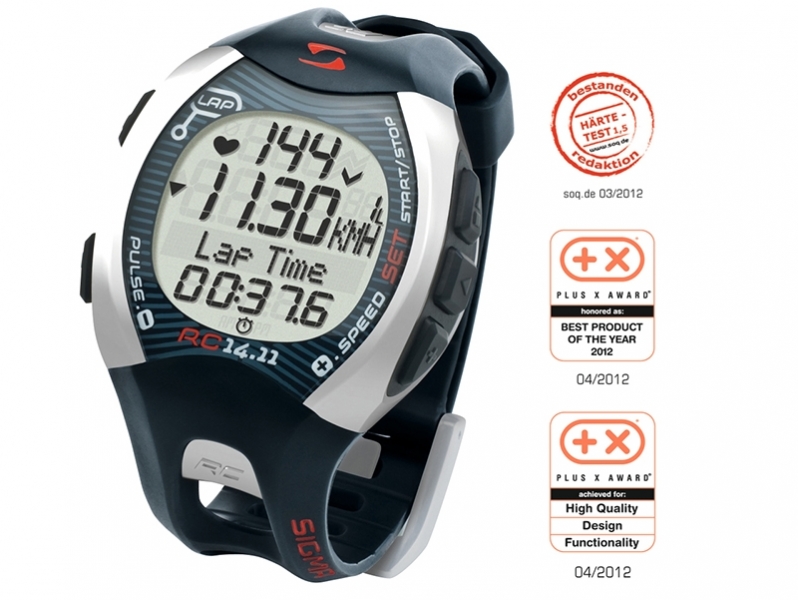 LAP
144
11.30 KMH
1L
Lap Time
00:37.6
START/STOP
SET
SPEED
PULSE
RC 14.11
RC
SIGMA
bestanden
HÄRTE -
TEST 1,5
www.soq.de
redaktion
soq.de 03/2012
PLUS X AWARD®
honored as:
BEST PRODUCT
OF THE YEAR
2012
04/2012
PLUS X AWARD®
achieved for:
High Quality
Design
Functionality
04/2012